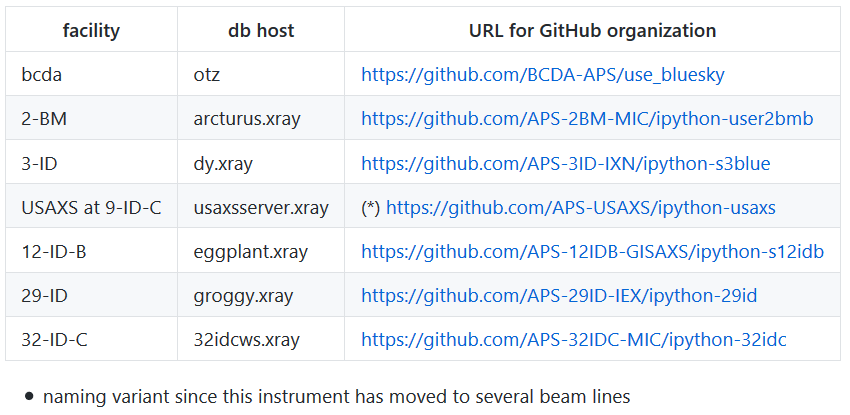 facility db host URL for GitHub organization
bcda otz https://github.com/BCDA-APS/use_bluesky
2-BM arcturus.xray https://github.com/APS-2BM-MIC/ipython-user2bmb
3-ID dy.xray https://github.com/APS-3ID-IXN/ipython-s3blue
USAXS at 9-ID-C usaxsserver.xray (*) https://github.com/APS-USAXS/ipython-usaxs
12-ID-B eggplant.xray https://github.com/APS-12IDB-GISAXS/ipython-s12idb
29-ID groggy.xray https://github.com/APS-29ID-IEX/ipython-29id
32-ID-C 32idcws.xray https://github.com/APS-32IDC-MIC/ipython-32idc
• naming variant since this instrument has moved to several beam lines